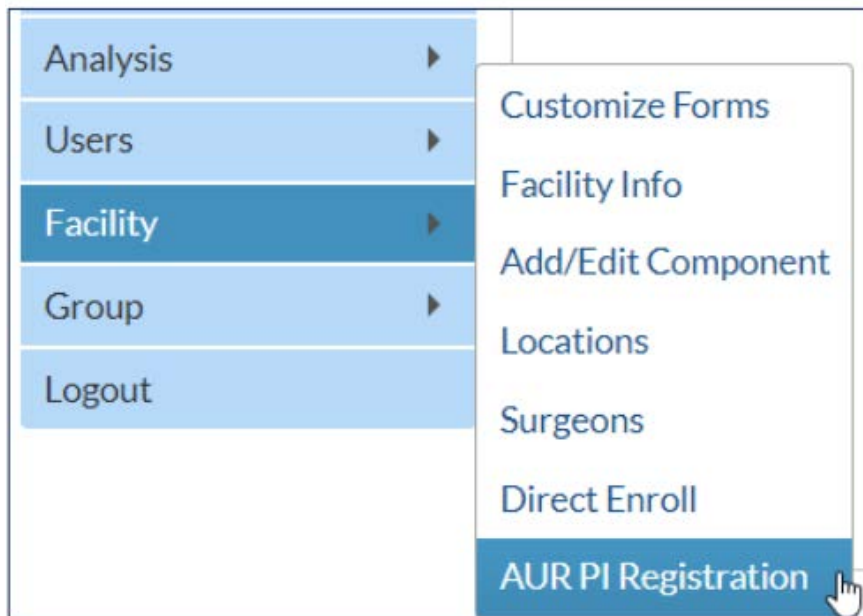 Analysis
Users
Facility
Group
Logout
Customize Forms
Facility Info
Add/Edit Component
Locations
Surgeons
Direct Enroll
AUR PI Registration